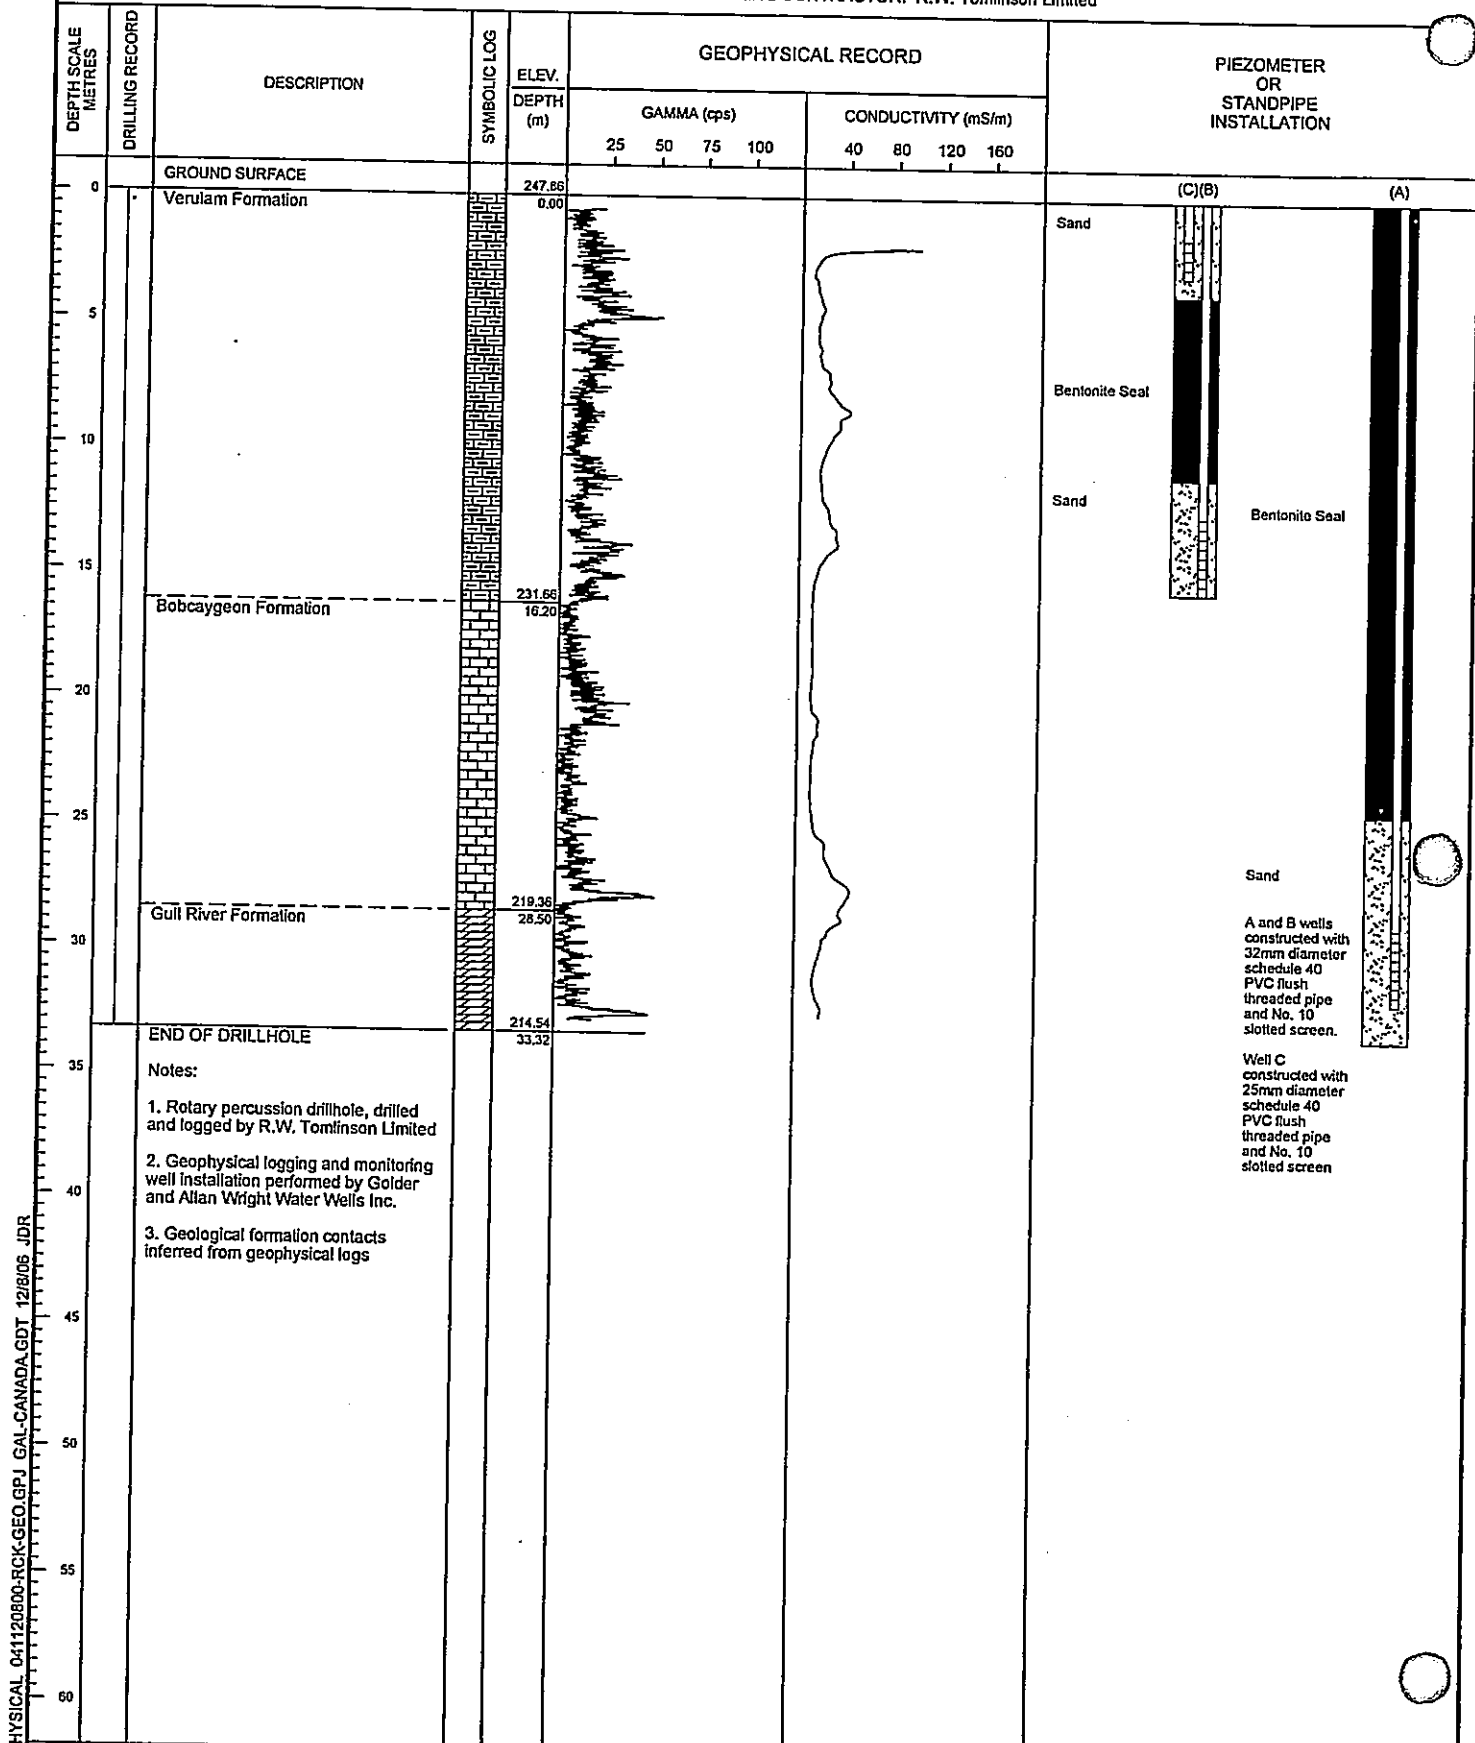 R.W. Tomlinson Limited
DEPTH SCALE
METRES
DRILLING RECORD
DESCRIPTION
SYMBOLIC LOG
ELEV.
DEPTH
(m)
GEOPHYSICAL RECORD
GAMMA (cps)
25 50 75 100
CONDUCTIVITY (mS/m)
40 80 120 160
PIEZOMETER
OR
STANDPIPE
INSTALLATION
0
GROUND SURFACE
247.86
0.00
Verulam Formation
(C)(B)
(A)
Sand
5
Bentonite Seal
10
Sand
Bentonite Seal
15
231.66
16.20
Bobcaygeon Formation
20
25
Sand
219.36
28.50
Gull River Formation
30
A and B wells
constructed with
32mm diameter
schedule 40
PVC flush
threaded pipe
and No. 10
slotted screen.
214.54
33.32
END OF DRILLHOLE
35
Well C
constructed with
25mm diameter
schedule 40
PVC flush
threaded pipe
and No. 10
slotted screen
Notes:
1. Rotary percussion drillhole, drilled
and logged by R.W. Tomlinson Limited
2. Geophysical logging and monitoring
well installation performed by Golder
and Allan Wright Water Wells Inc.
3. Geological formation contacts
inferred from geophysical logs
40
45
50
55
60
HYSICAL 041120800-RCK-GEO.GPJ GAL-CANADA.GDT 12/8/06 JDR